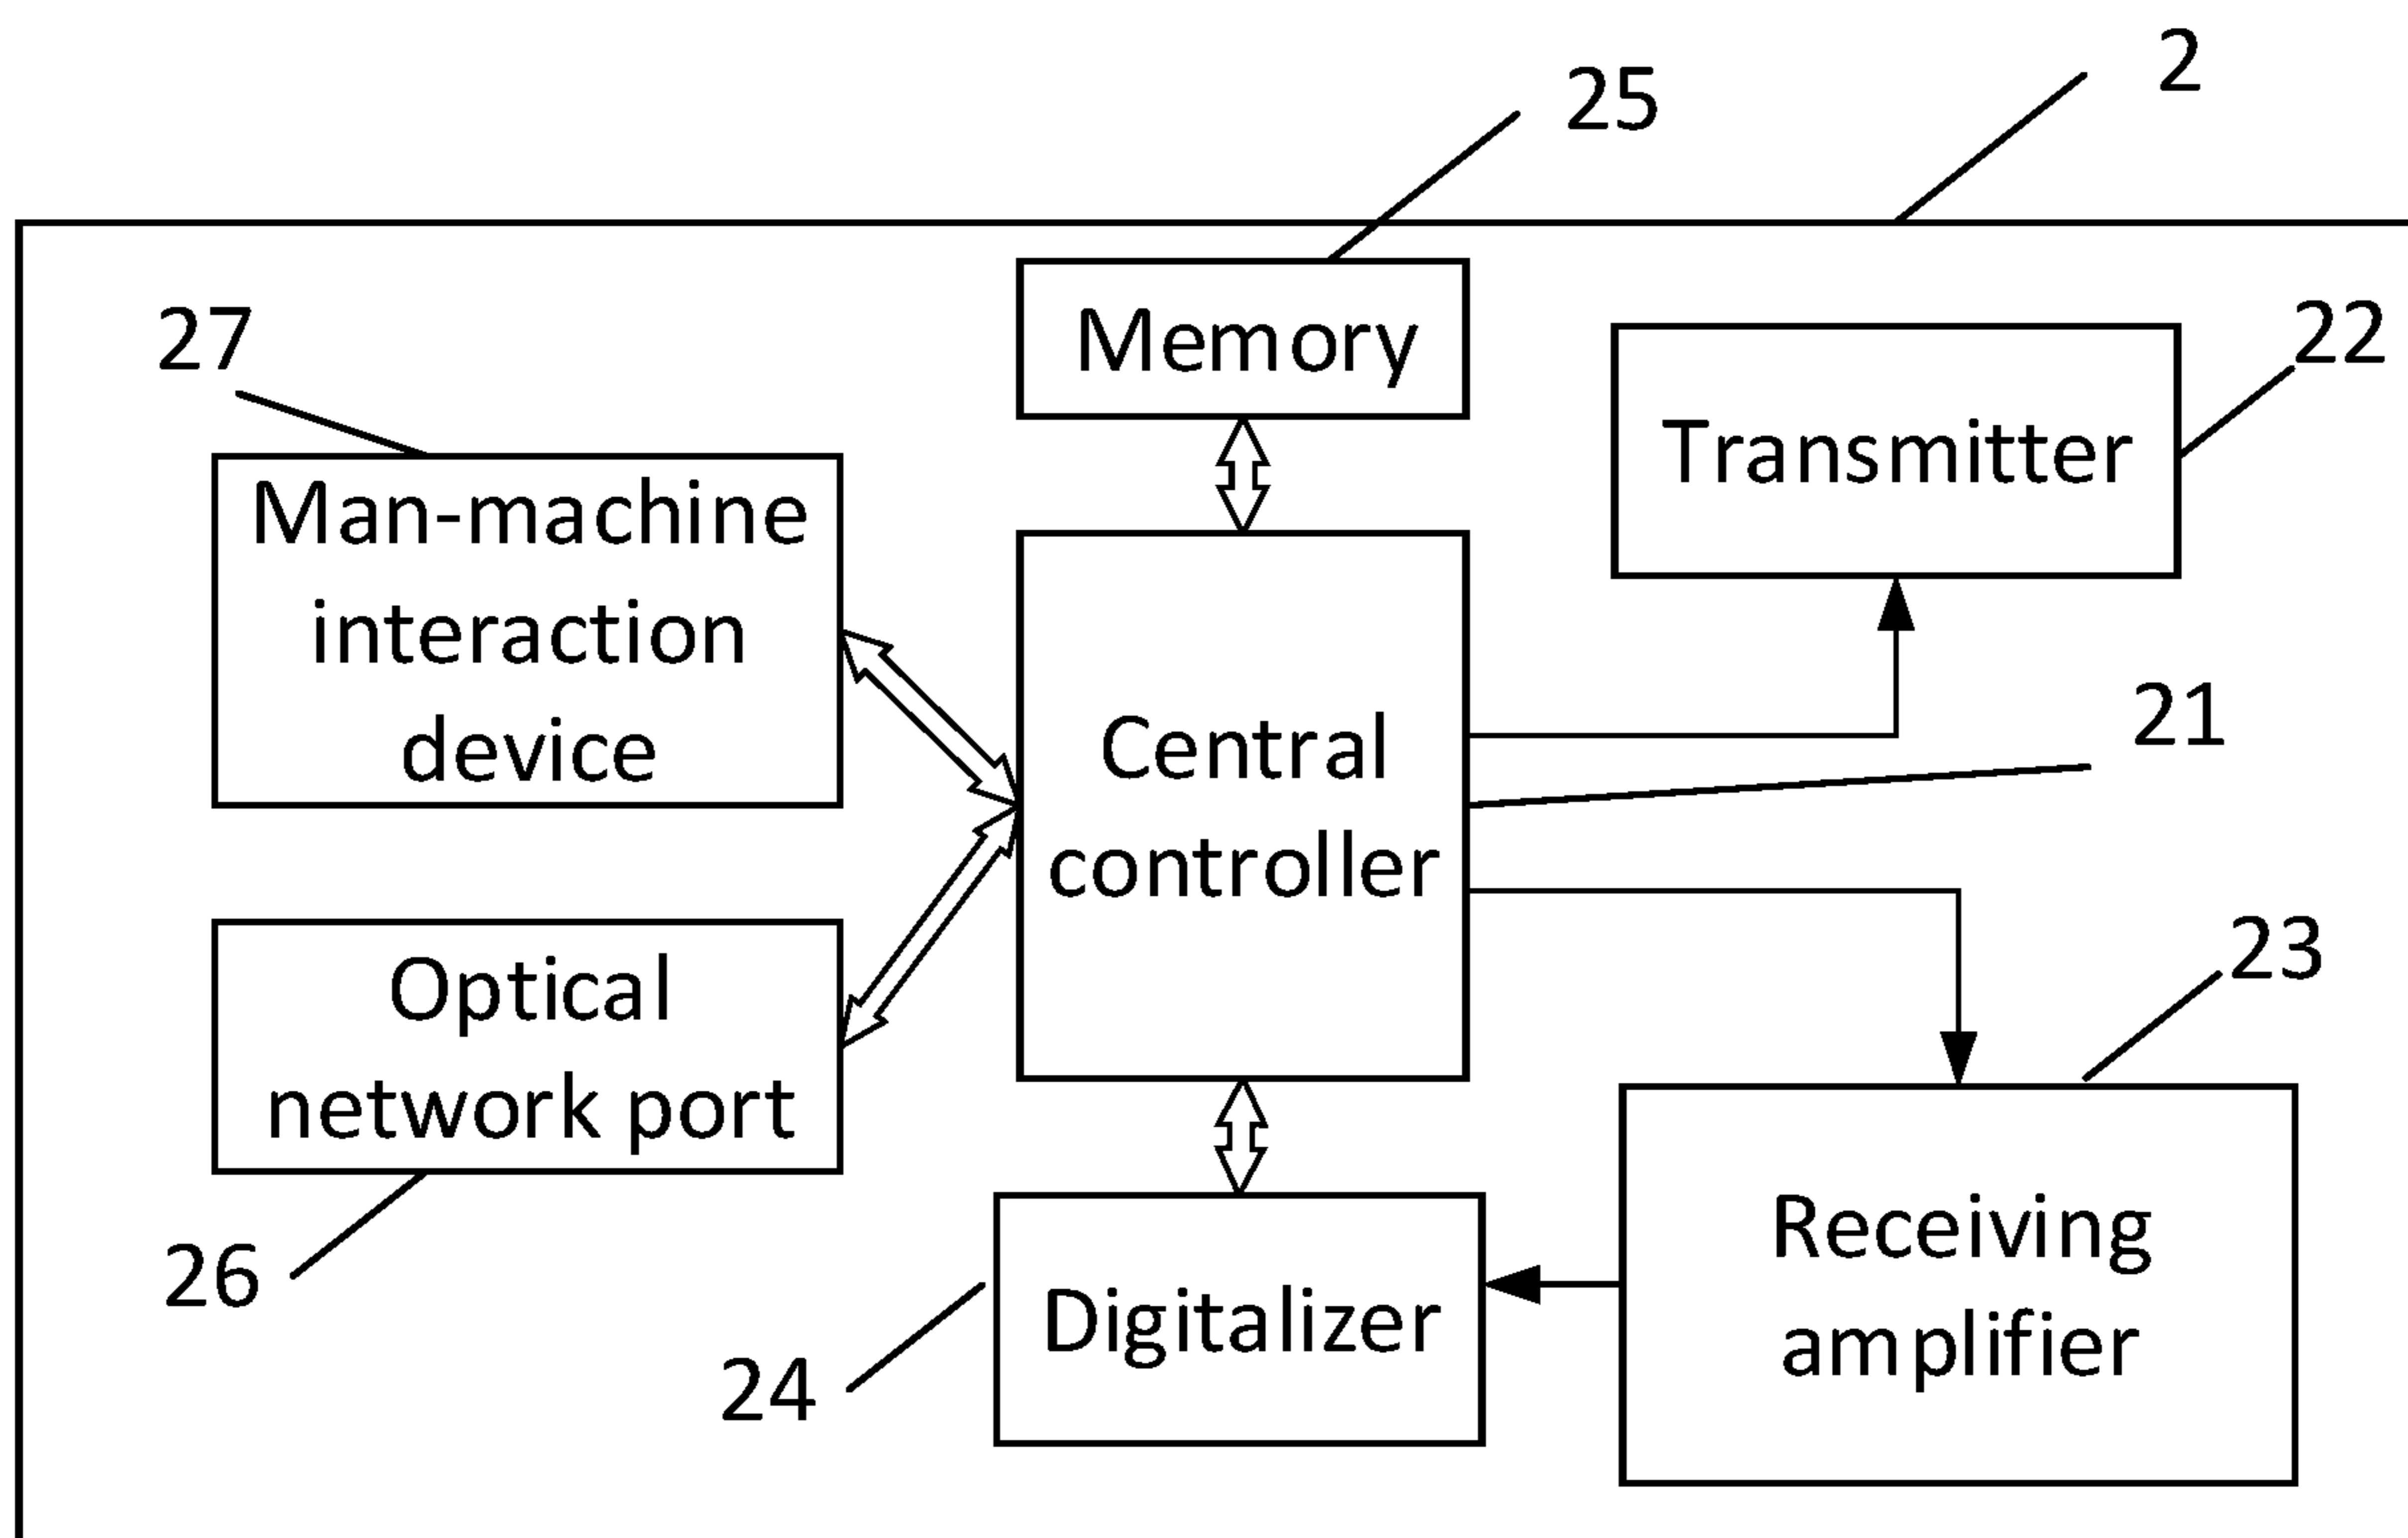 2
25
27
Memory
22
Transmitter
Man-machine
interaction
device
21
Central
controller
23
Optical
network port
26
Receiving
amplifier
Digitalizer
24